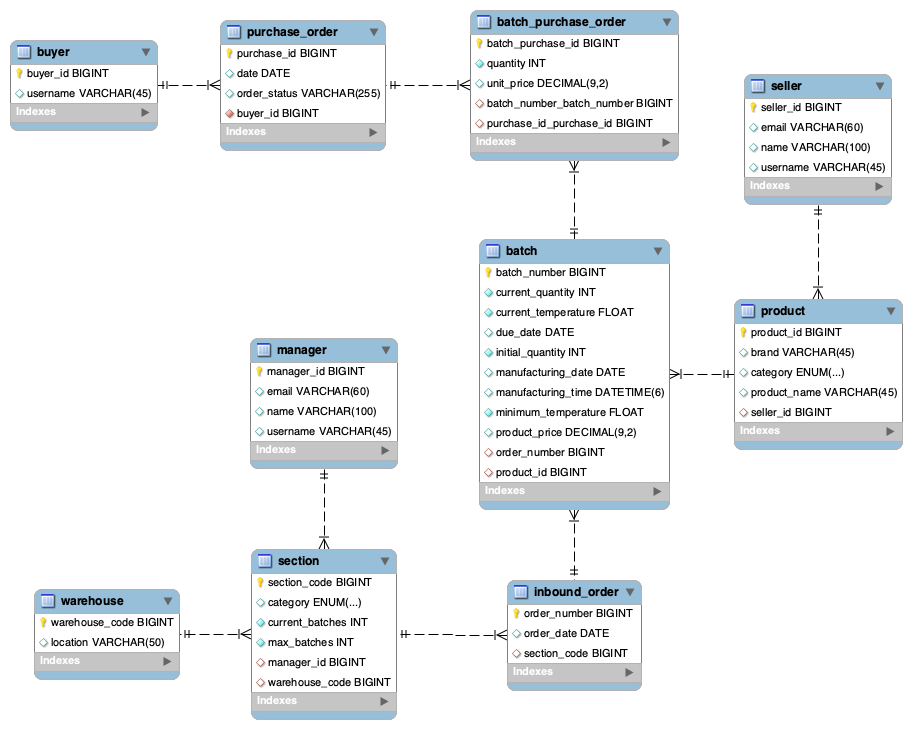 buyer
buyer_id BIGINT
username VARCHAR(45)
Indexes
purchase_order
purchase_id BIGINT
date DATE
order_status VARCHAR(255)
buyer_id BIGINT
Indexes
batch_purchase_order
batch_purchase_id BIGINT
quantity INT
unit_price DECIMAL(9,2)
batch_number_batch_number BIGINT
purchase_id_purchase_id BIGINT
Indexes
seller
seller_id BIGINT
email VARCHAR(60)
name VARCHAR(100)
username VARCHAR(45)
Indexes
batch
batch_number BIGINT
current_quantity INT
current_temperature FLOAT
due_date DATE
initial_quantity INT
manufacturing_date DATE
manufacturing_time DATETIME(6)
minimum_temperature FLOAT
product_price DECIMAL(9,2)
order_number BIGINT
product_id BIGINT
Indexes
product
product_id BIGINT
brand VARCHAR(45)
category ENUM(...)
product_name VARCHAR(45)
seller_id BIGINT
Indexes
manager
manager_id BIGINT
email VARCHAR(60)
name VARCHAR(100)
username VARCHAR(45)
Indexes
warehouse
warehouse_code BIGINT
location VARCHAR(50)
Indexes
section
section_code BIGINT
category ENUM(...)
current_batches INT
max_batches INT
manager_id BIGINT
warehouse_code BIGINT
Indexes
inbound_order
order_number BIGINT
order_date DATE
section_code BIGINT
Indexes